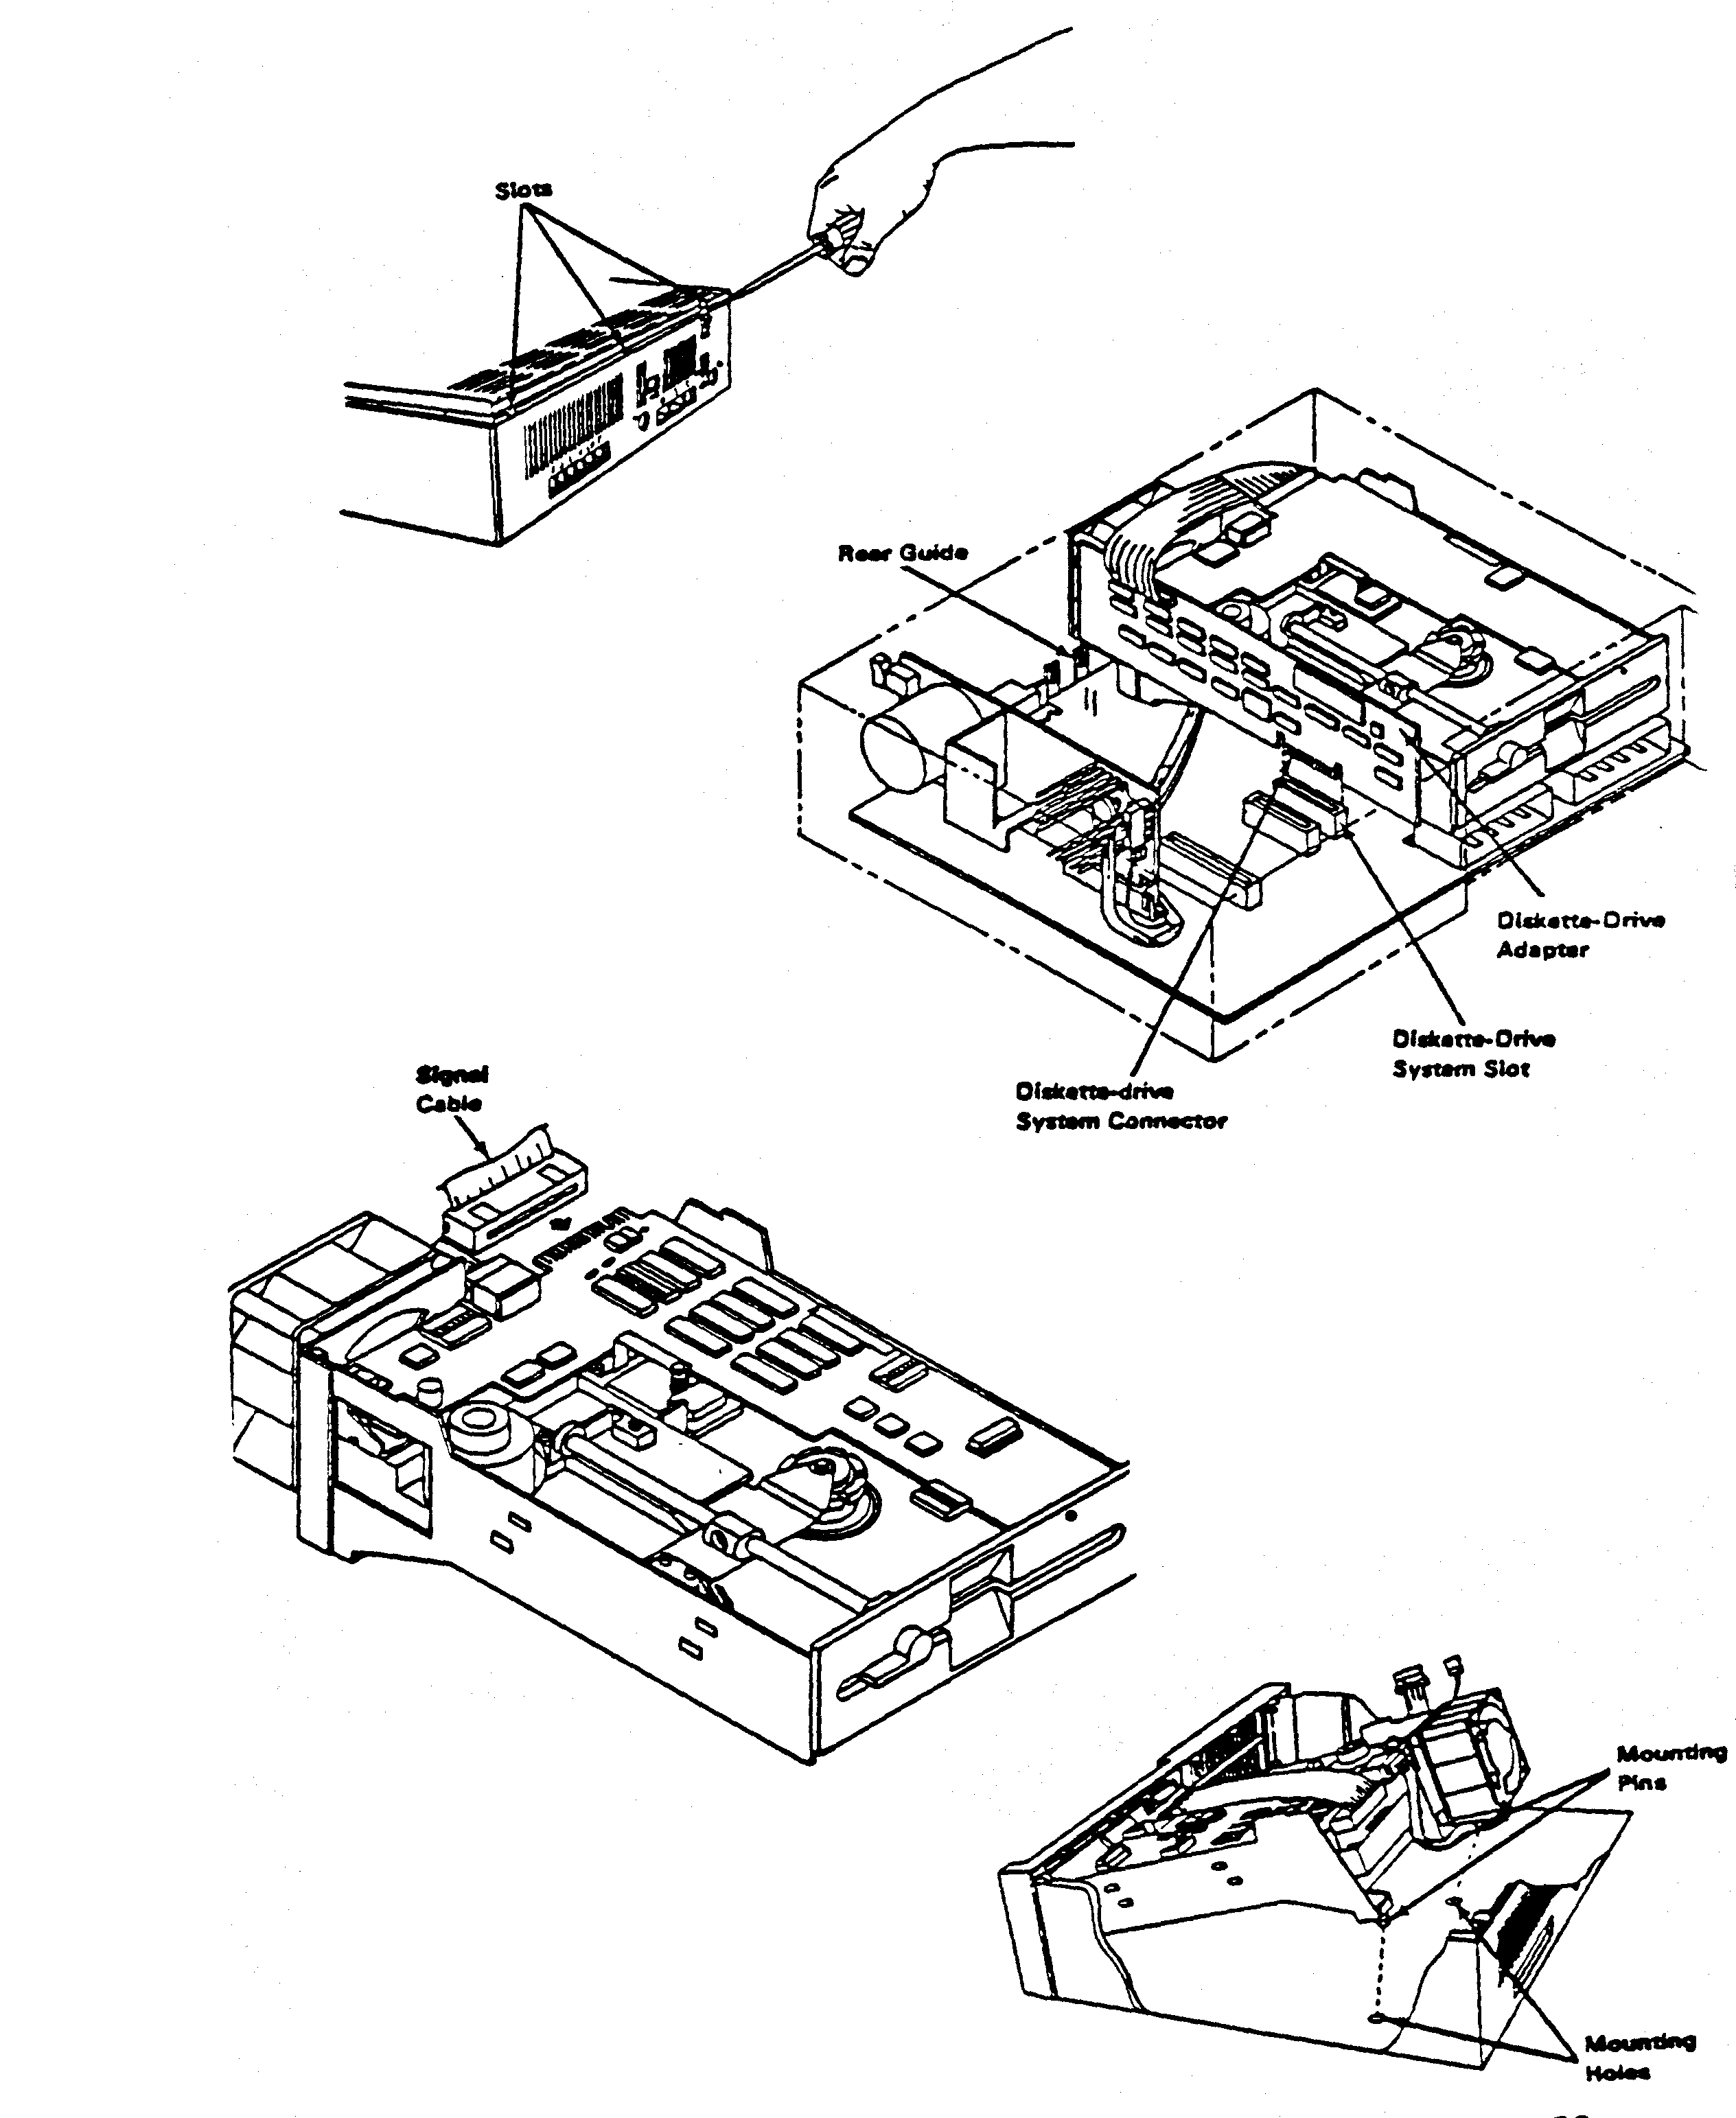 Slots
Rear Guide
Diskette-Drive
Adapter
Diskette-Drive
System Slot
Diskette-drive
System Connector
Signal
Cable
Mounting
Pins
Mounting
Holes